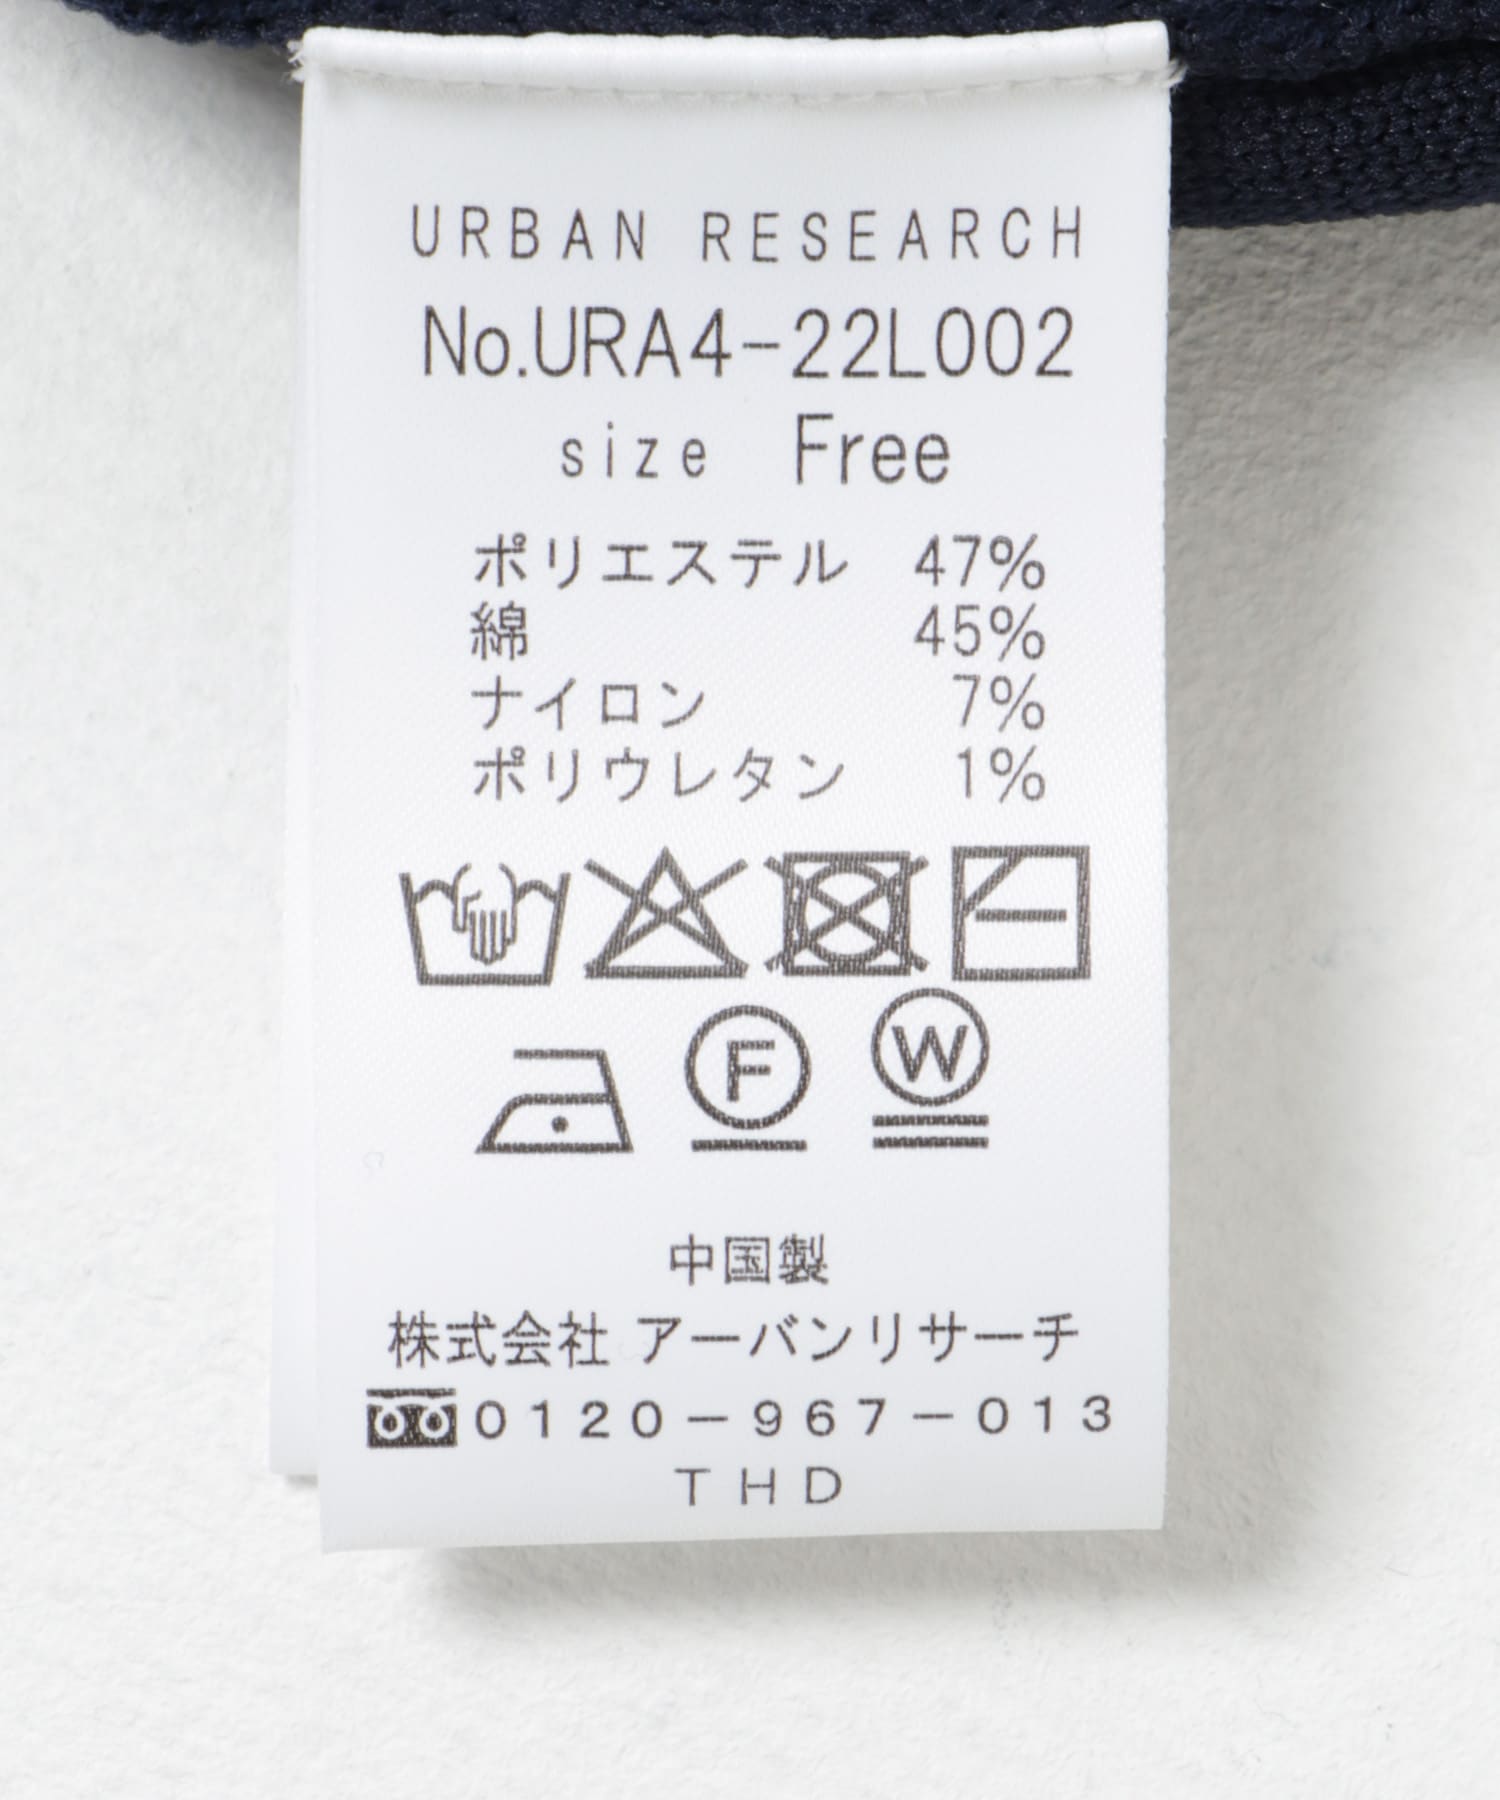 URBAN RESEARCH
No.URA4-22L002
size Free
ポリエステル 47%
綿 45%
ナイロン 7%
ポリウレタン 1%
F W
中国製
株式会社 アーバンリサーチ
0120-967-013
THD